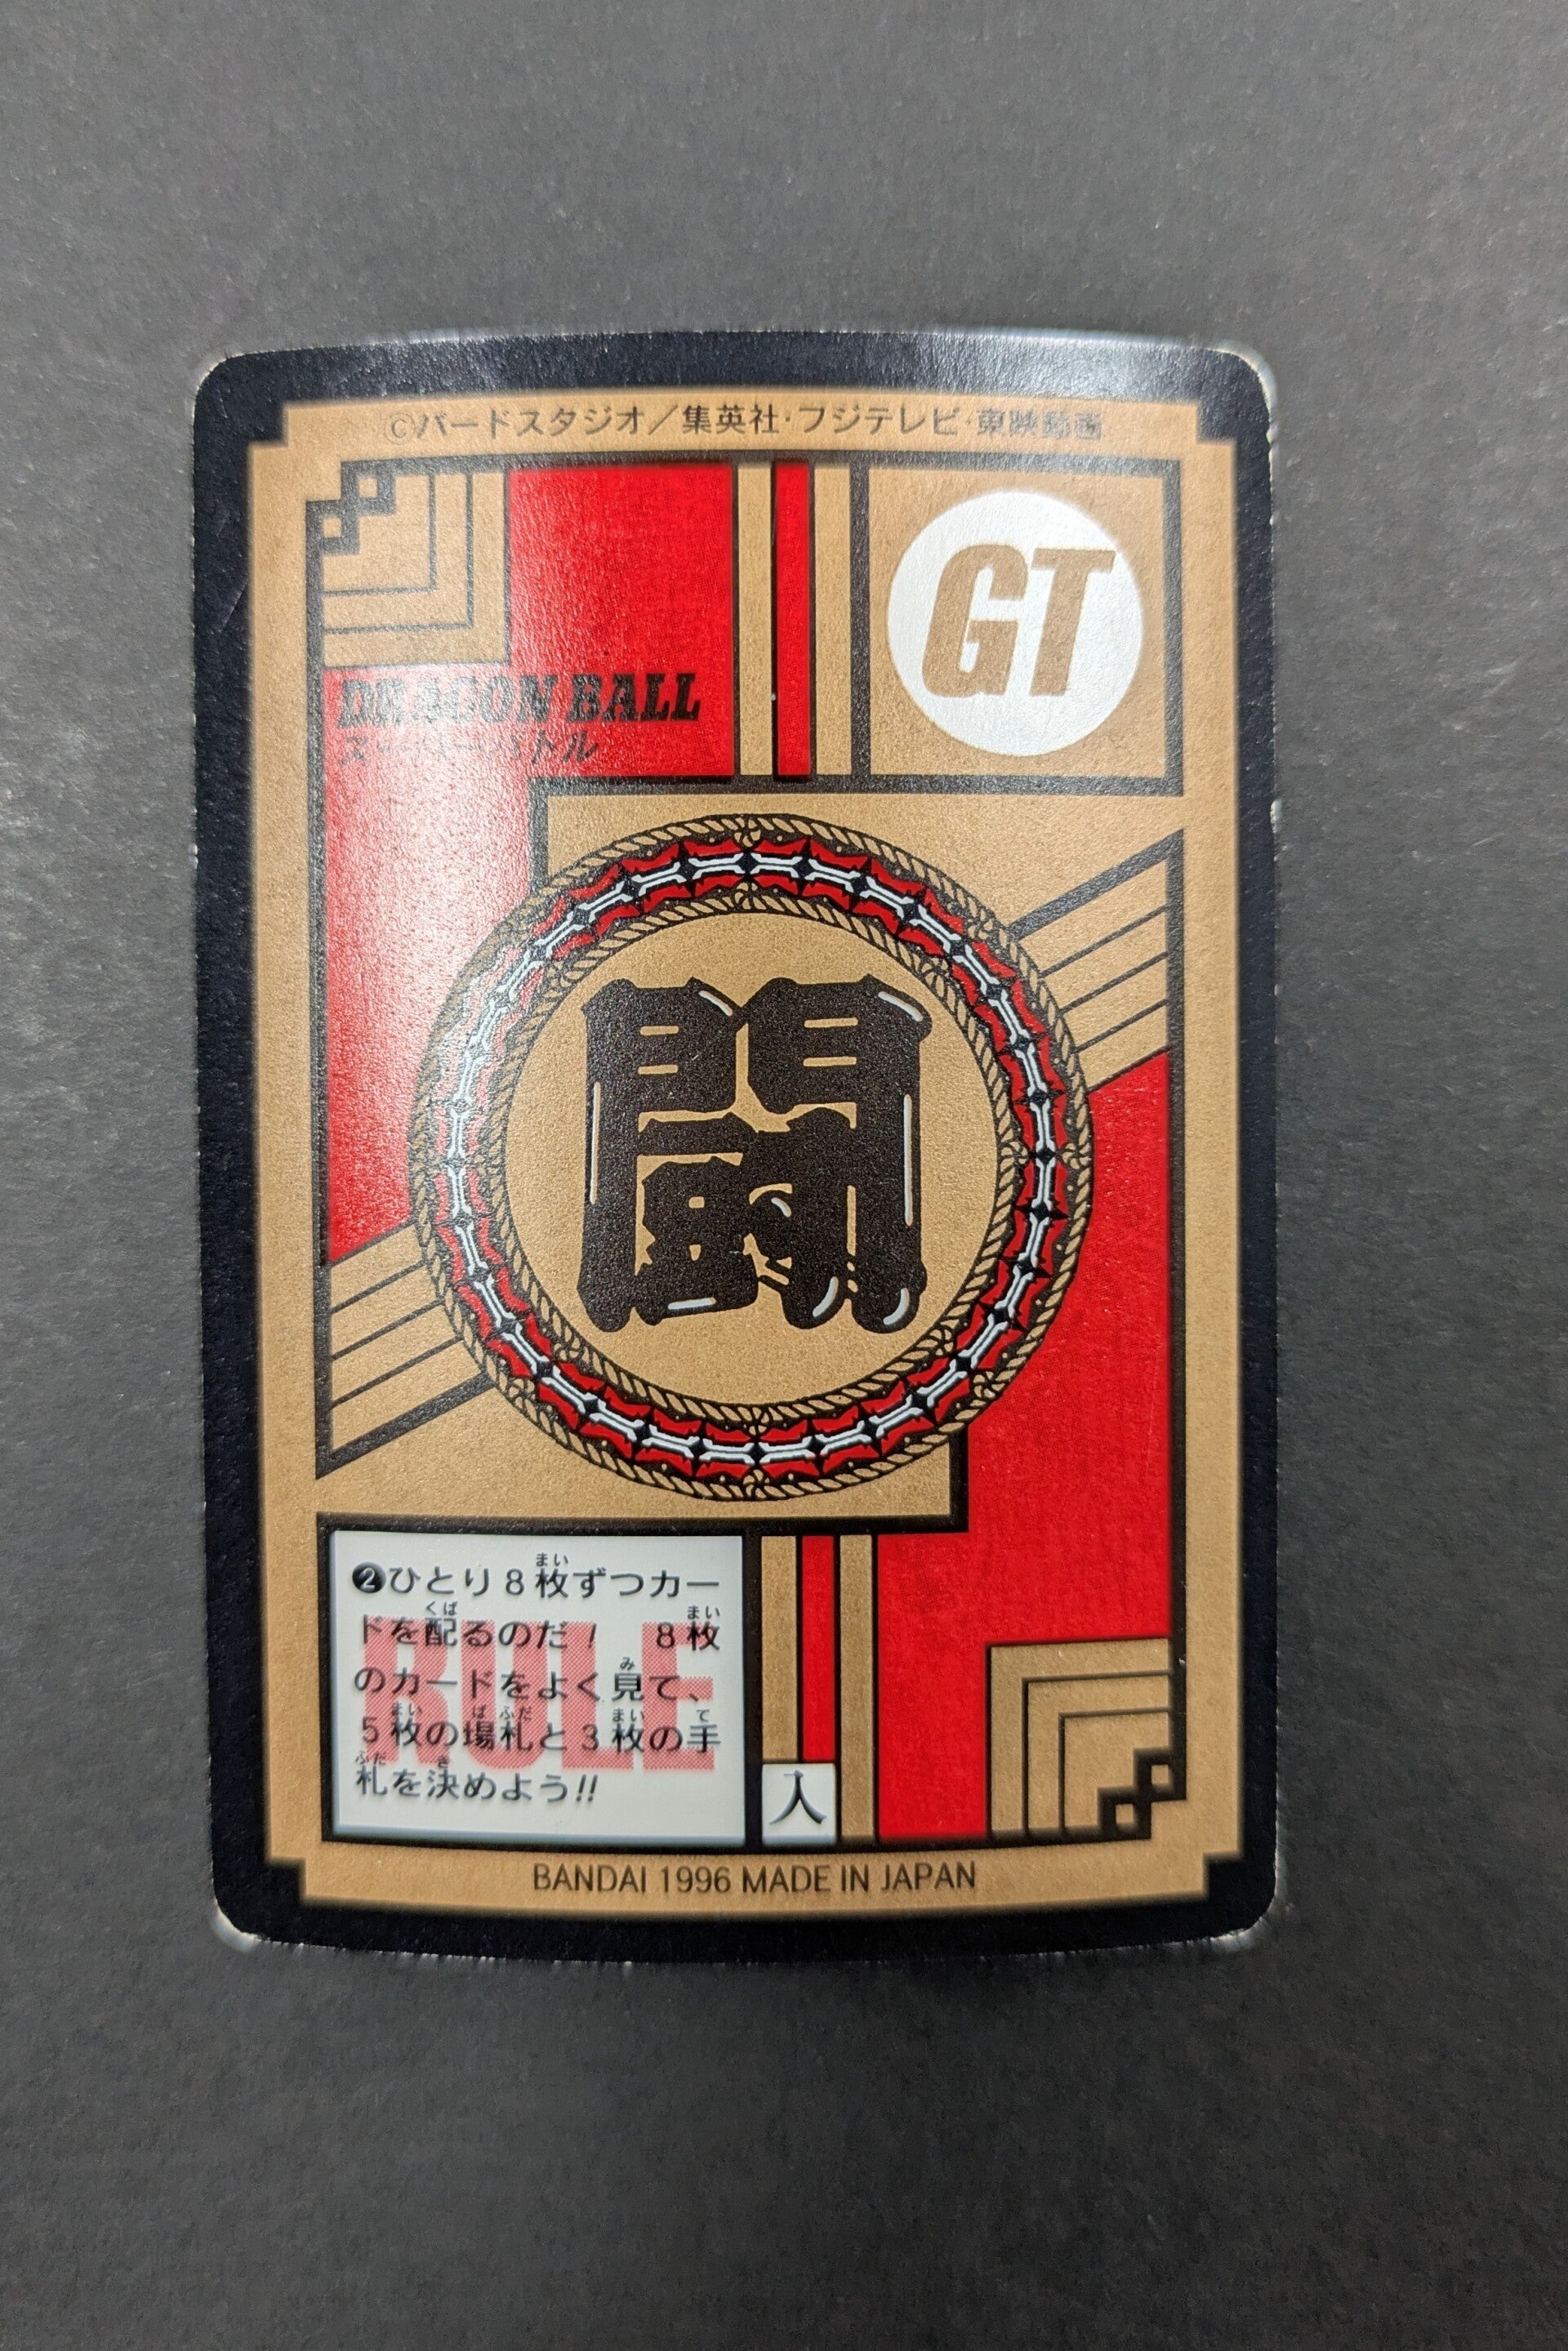 ©バードスタジオ／集英社・フジテレビ・東映動画
GT
DRAGON BALL
スーパーバトル
闘
❷ひとり8枚ずつカー
ドを配るのだ！ 8枚
のカードをよく見て、
5枚の場札と3枚の手
札を決めよう!!
RULE
入
BANDAI 1996 MADE IN JAPAN